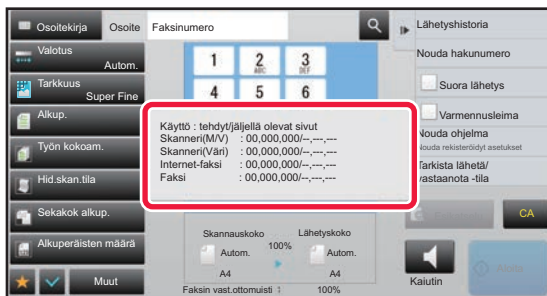 Osoitekirja
Osoite
Faksinumero
Lähetyshistoria
Valotus
Autom.
1
2
ABC
3
DEF
Nouda hakunumero
Tarkkuus
Super Fine
4
5
6
Suora lähetys
Alkup.
Varmennusleima
Käyttö : tehdyt/jäljellä olevat sivut
Skanneri(M/V) : 00,000,000/--,---,---
Skanneri(Väri) : 00,000,000/--,---,---
Internet-faksi : 00,000,000/--,---,---
Faksi : 00,000,000/--,---,---
Nouda ohjelma
Nouda rekisteröidyt asetukset
Työn kokoam.
Tarkista lähetä/
vastaanota -tila
Hid.skan.tila
Sekakok alkup.
CA
Skannauskoko
Lähetyskoko
100%
Autom.
Autom.
A4
A4
Alkuperäisten määrä
Muut
Faksin vast.ottomuisti :
100%
Kaiutin